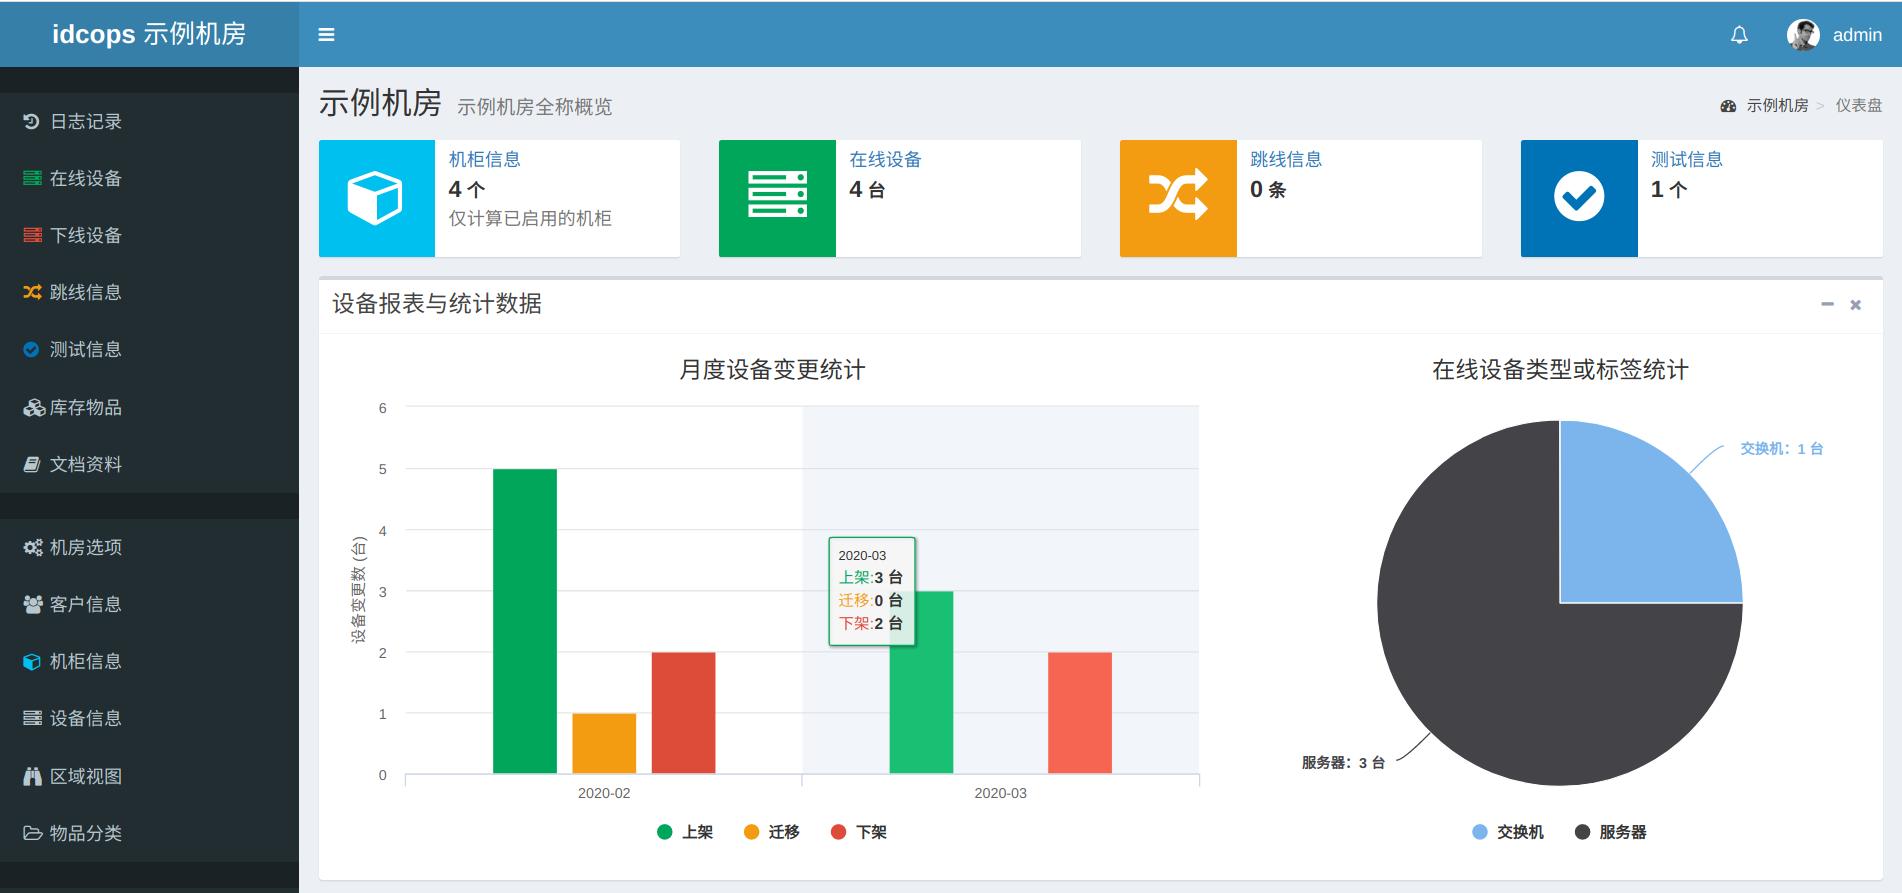 idcops 示例机房
admin
日志记录
在线设备
下线设备
跳线信息
测试信息
库存物品
文档资料
机房选项
客户信息
机柜信息
设备信息
区域视图
物品分类
示例机房 示例机房全称概览
示例机房 > 仪表盘
机柜信息
4 个
仅计算已启用的机柜
在线设备
4 台
跳线信息
0 条
测试信息
1 个
设备报表与统计数据
月度设备变更统计
设备变更数 (台)
6
5
4
3
2
1
0
2020-03
上架:3 台
迁移:0 台
下架:2 台
2020-02
2020-03
上架
迁移
下架
在线设备类型或标签统计
交换机：1 台
服务器：3 台
交换机
服务器